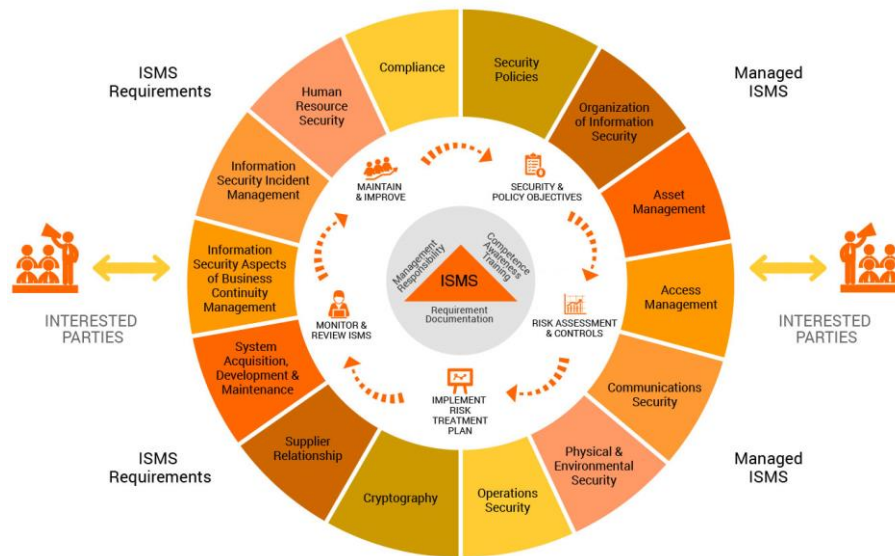 ISMS
Requirements
Managed
ISMS
Compliance
Security
Policies
Organization
of Information
Security
Asset
Management
Access
Management
Communications
Security
Physical &
Environmental
Security
Operations
Security
Cryptography
Supplier
Relationship
System
Acquisition,
Development &
Maintenance
Information
Security Aspects
of Business
Continuity
Management
Information
Security Incident
Management
Human
Resource
Security
MAINTAIN
& IMPROVE
SECURITY &
POLICY OBJECTIVES
RISK ASSESSMENT
& CONTROLS
IMPLEMENT
RISK
TREATMENT
PLAN
MONITOR &
REVIEW ISMS
Management
Responsibility
Competence
Awareness
Training
ISMS
Requirement
Documentation
INTERESTED
PARTIES
INTERESTED
PARTIES
ISMS
Requirements
Managed
ISMS